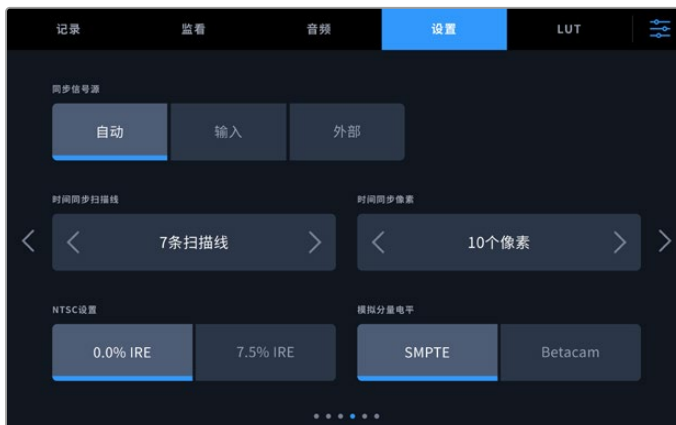 记录 监看 音频 设置 LUT
同步信号源
自动 输入 外部
时间同步扫描线 时间同步像素
7条扫描线 10个像素
NTSC设置 模拟分量电平
0.0% IRE 7.5% IRE SMPTE Betacam